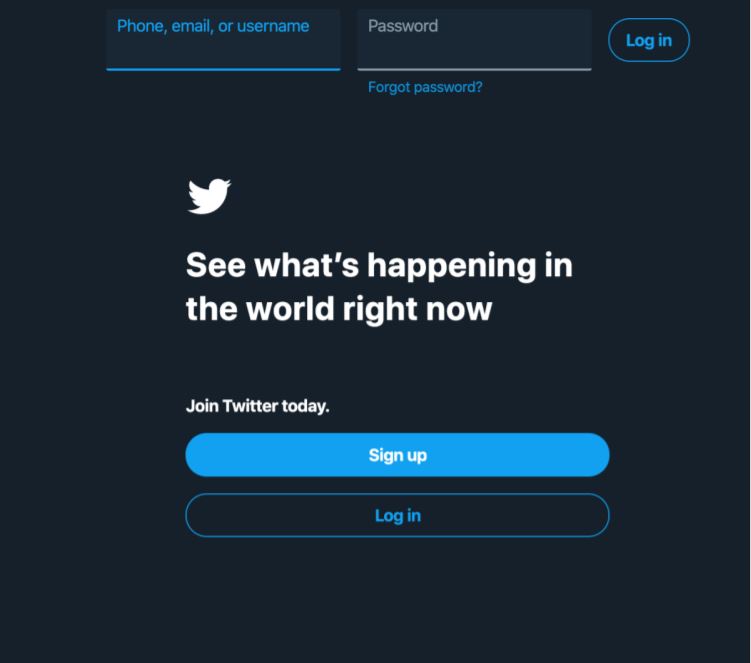 Phone, email, or username
Password
Log in
Forgot password?
See what’s happening in
the world right now
Join Twitter today.
Sign up
Log in